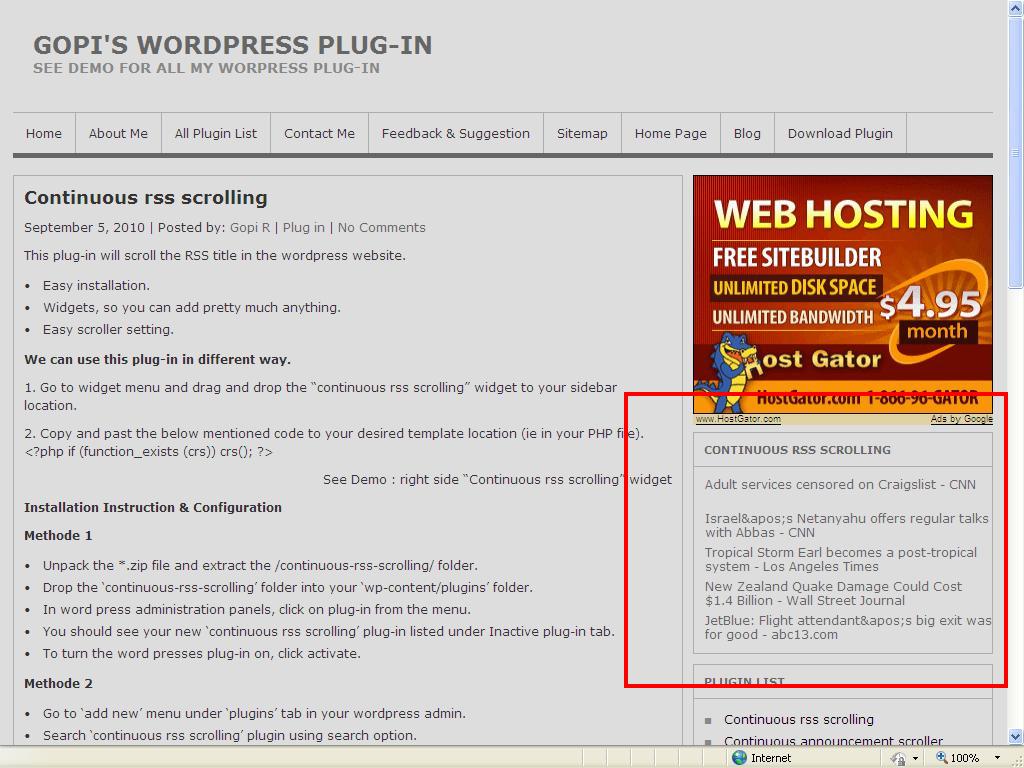 GOPI'S WORDPRESS PLUG-IN
SEE DEMO FOR ALL MY WORPRESS PLUG-IN
Home
About Me
All Plugin List
Contact Me
Feedback & Suggestion
Sitemap
Home Page
Blog
Download Plugin
Continuous rss scrolling
September 5, 2010 | Posted by: Gopi R | Plug in | No Comments
This plug-in will scroll the RSS title in the wordpress website.
• Easy installation.
• Widgets, so you can add pretty much anything.
• Easy scroller setting.
We can use this plug-in in different way.
1. Go to widget menu and drag and drop the “continuous rss scrolling” widget to your sidebar
location.
2. Copy and past the below mentioned code to your desired template location (ie in your PHP file).
<?php if (function_exists (crs)) crs(); ?>
See Demo : right side “Continuous rss scrolling” widget
Installation Instruction & Configuration
Methode 1
• Unpack the *.zip file and extract the /continuous-rss-scrolling/ folder.
• Drop the ‘continuous-rss-scrolling’ folder into your ‘wp-content/plugins’ folder.
• In word press administration panels, click on plug-in from the menu.
• You should see your new ‘continuous rss scrolling’ plug-in listed under Inactive plug-in tab.
• To turn the word presses plug-in on, click activate.
Methode 2
• Go to ‘add new’ menu under ‘plugins’ tab in your wordpress admin.
• Search ‘continuous rss scrolling’ plugin using search option.
WEB HOSTING
FREE SITEBUILDER
UNLIMITED DISK SPACE
UNLIMITED BANDWIDTH
$4.95
month
Host Gator
HostGator.com 1-866-96-GATOR
www.HostGator.com
Ads by Google
CONTINUOUS RSS SCROLLING
Adult services censored on Craigslist - CNN
Israel&apos;s Netanyahu offers regular talks
with Abbas - CNN
Tropical Storm Earl becomes a post-tropical
system - Los Angeles Times
New Zealand Quake Damage Could Cost
$1.4 Billion - Wall Street Journal
JetBlue: Flight attendant&apos;s big exit was
for good - abc13.com
PLUGIN LIST
Continuous rss scrolling
Continuous announcement scroller
Internet
100%